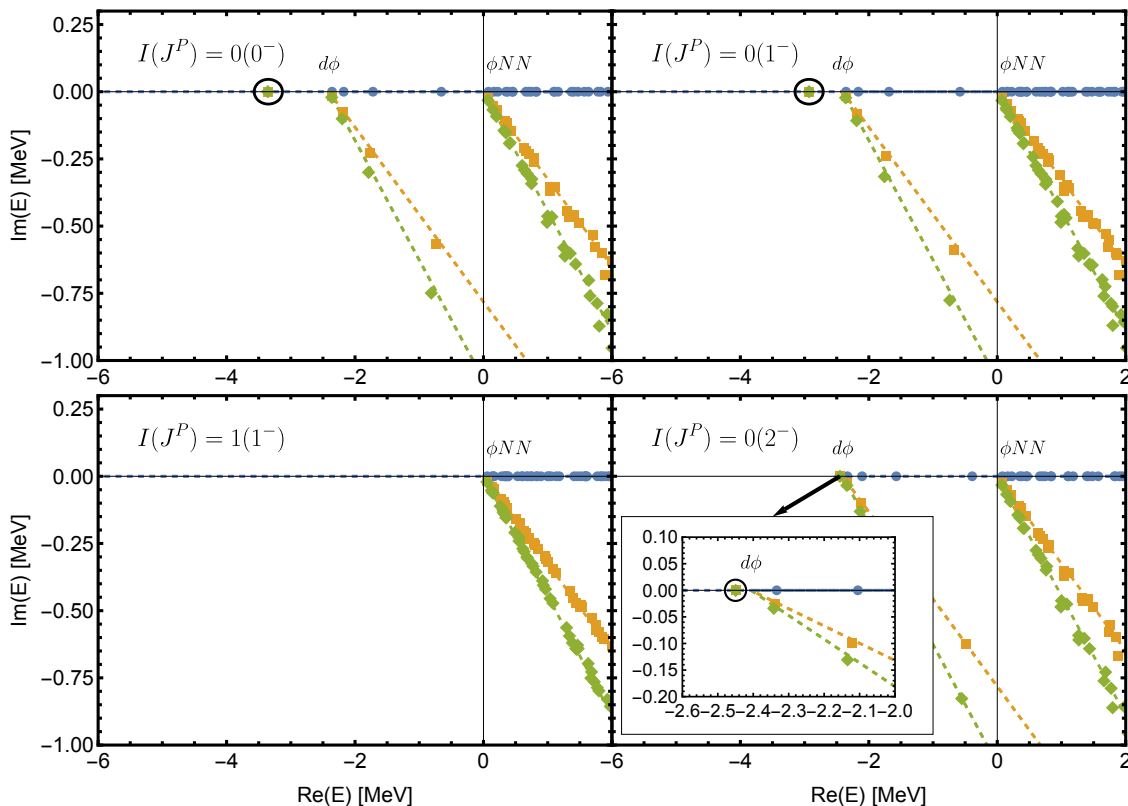 I(J^P) = 0(0^-)
dϕ
ϕNN
0.25
0.00
−0.25
−0.50
−0.75
−1.00
Im(E) [MeV]
−6 −4 −2 0
I(J^P) = 0(1^-)
dϕ
ϕNN
−6 −4 −2 0 2
I(J^P) = 1(1^-)
ϕNN
0.25
0.00
−0.25
−0.50
−0.75
−1.00
Im(E) [MeV]
−6 −4 −2 0
Re(E) [MeV]
I(J^P) = 0(2^-)
dϕ
ϕNN
0.10
0.05
0.00
−0.05
−0.10
−0.15
−0.20
dϕ
−2.6 −2.5 −2.4 −2.3 −2.2 −2.1 −2.0
−6 −4 −2 0 2
Re(E) [MeV]